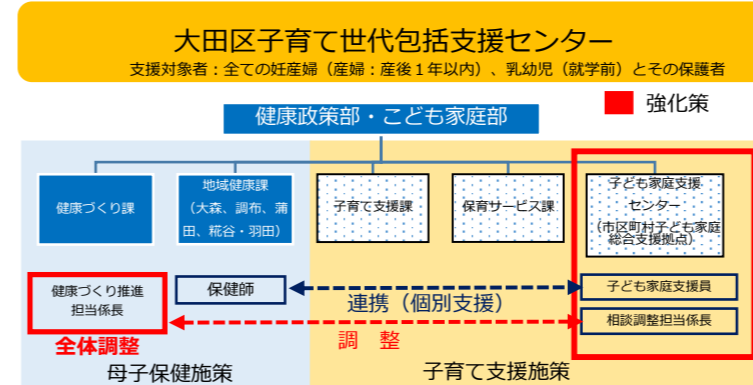 大田区子育て世代包括支援センター
支援対象者：全ての妊産婦（産婦：産後１年以内）、乳幼児（就学前）とその保護者
強化策
健康政策部・こども家庭部
健康づくり課
地域健康課
（大森、調布、蒲
田、糀谷・羽田）
子育て支援課
保育サービス課
子ども家庭支援
センター
（市区町村子ども家庭
総合支援拠点）
健康づくり推進
担当係長
保健師
連携（個別支援）
子ども家庭支援員
相談調整担当係長
調　整
全体調整
母子保健施策
子育て支援施策